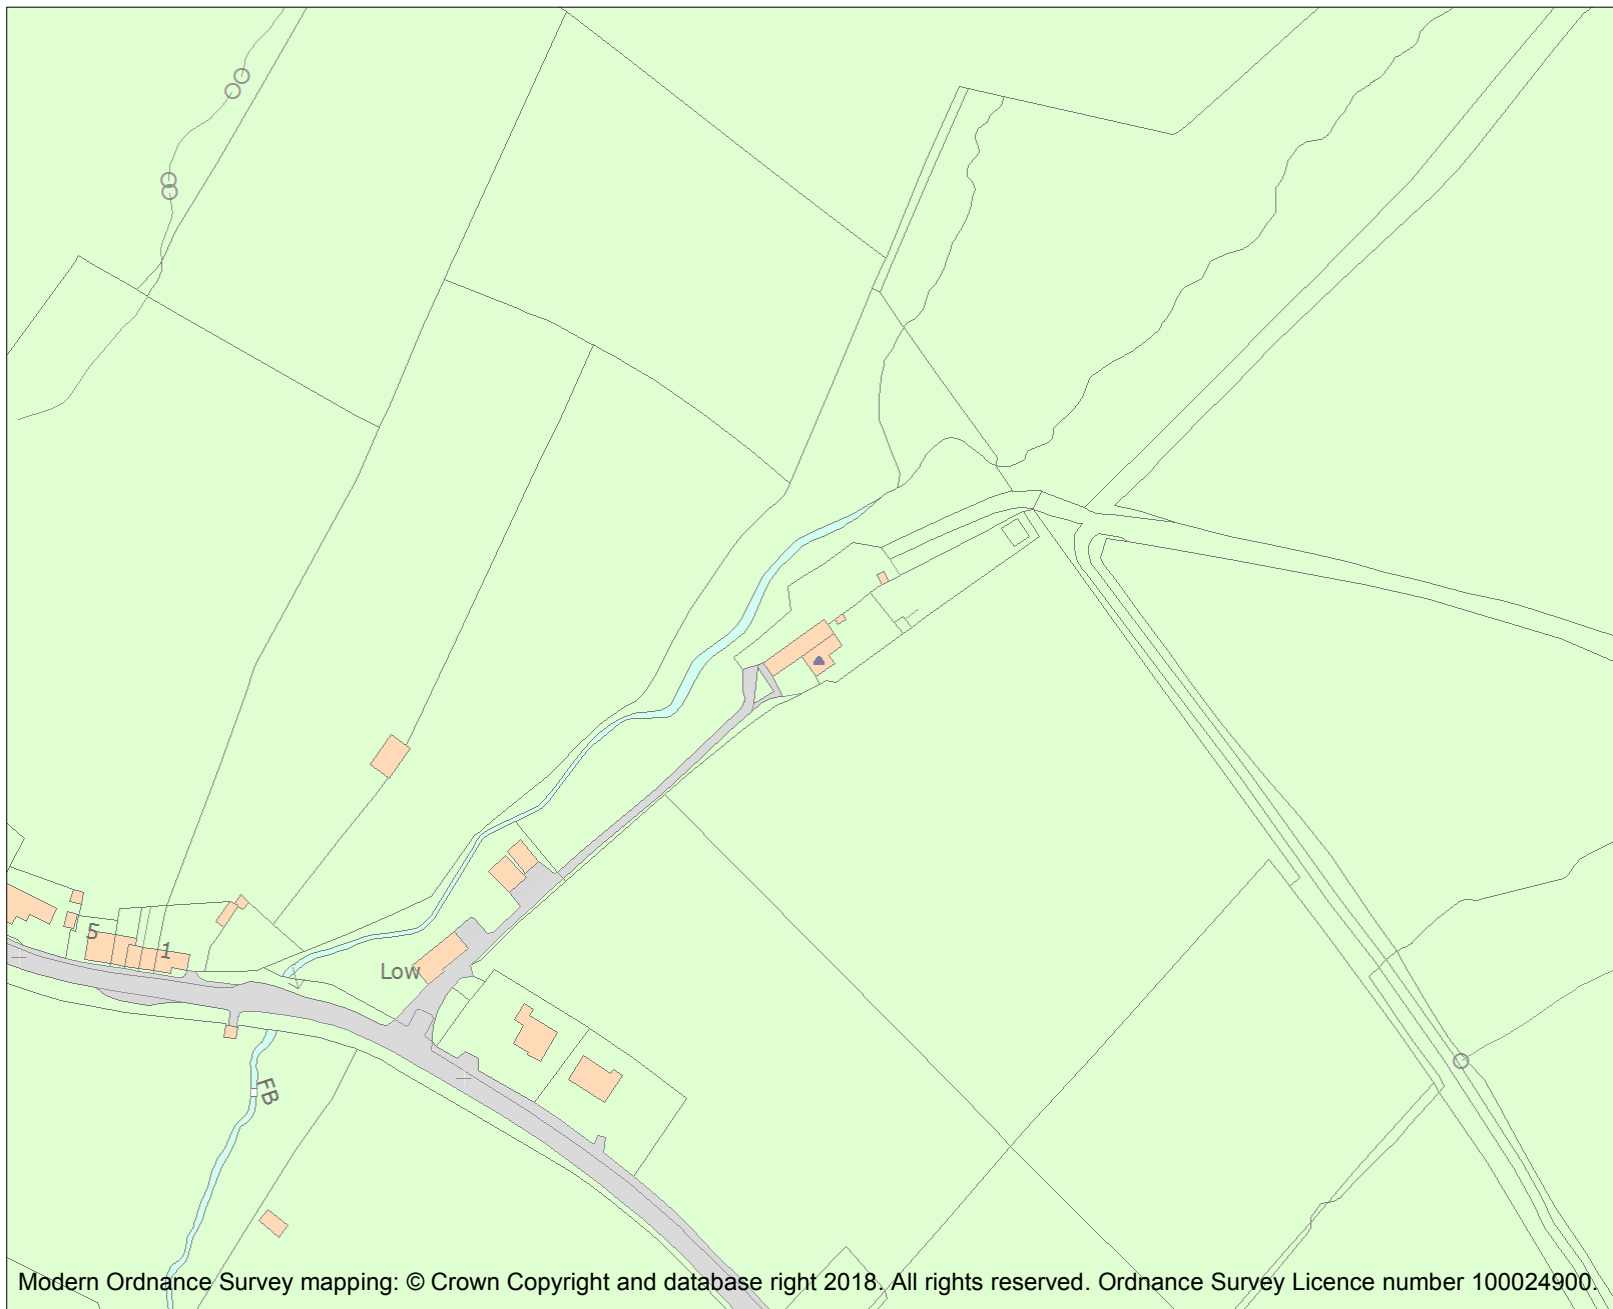 5
1
Low
FB
Modern Ordnance Survey mapping: © Crown Copyright and database right 2018. All rights reserved. Ordnance Survey Licence number 100024900.